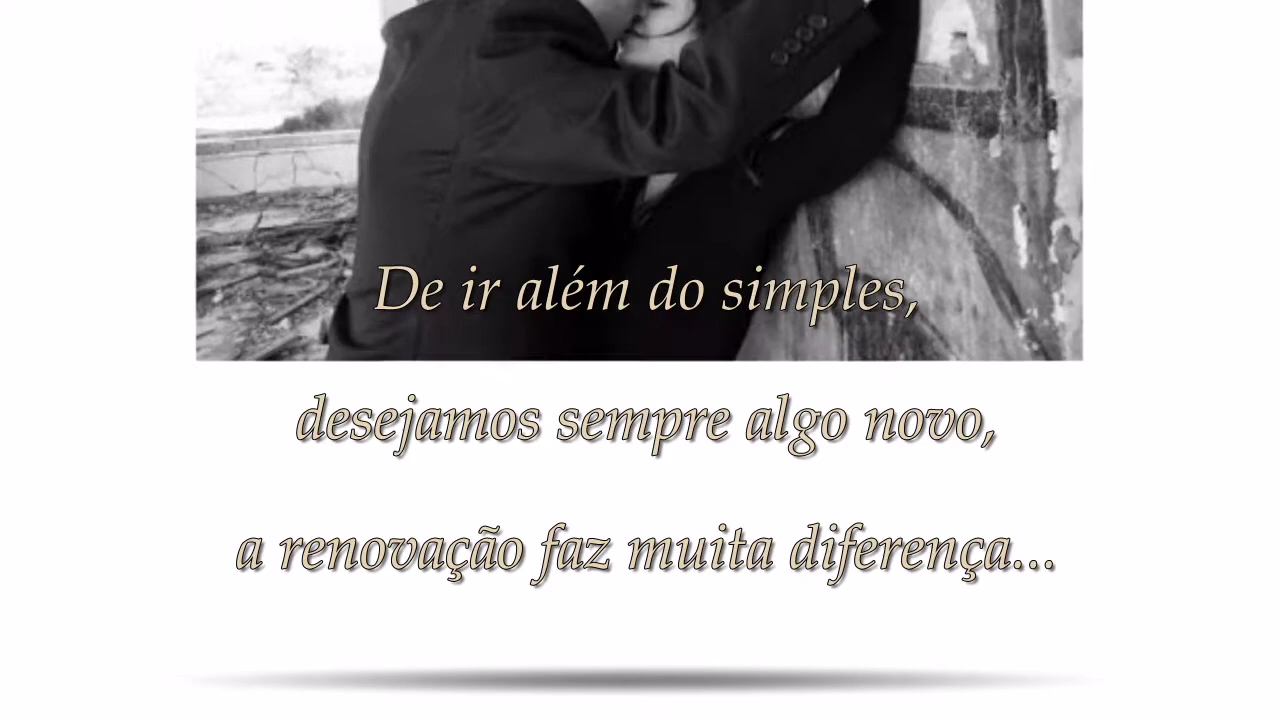 De ir além do simples,
desejamos sempre algo novo,
a renovação faz muita diferença...